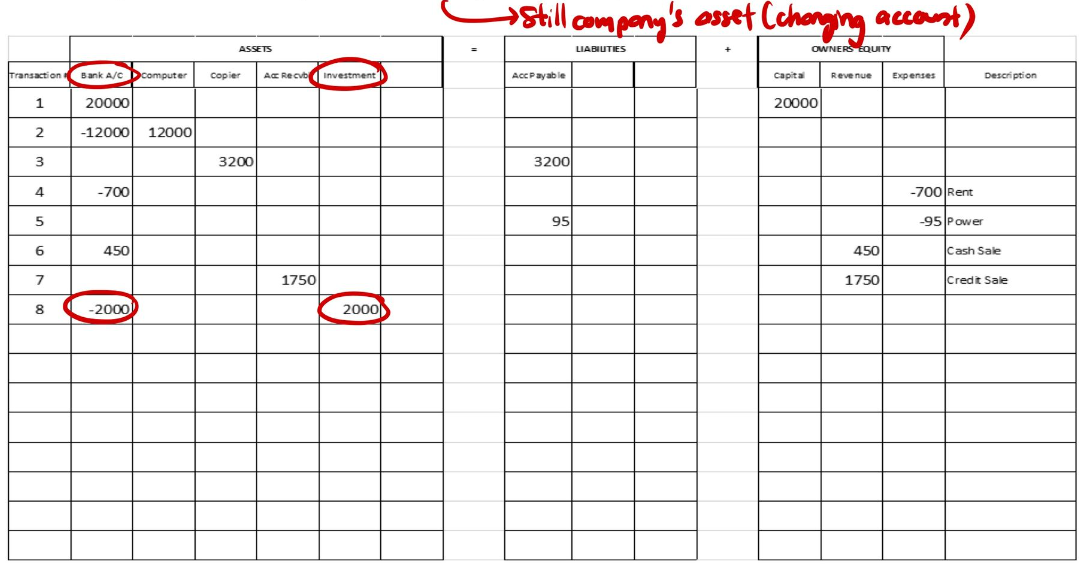 Still company's asset (changing account)
ASSETS = LIABILITIES + OWNERS EQUITY
Transaction # Bank A/C Computer Copier Acc Recvb Investment Acc Payable Capital Revenue Expenses Description
1 20000 20000
2 -12000 12000
3 3200 3200
4 -700 -700 Rent
5 95 -95 Power
6 450 450 Cash Sale
7 1750 1750 Credit Sale
8 -2000 2000